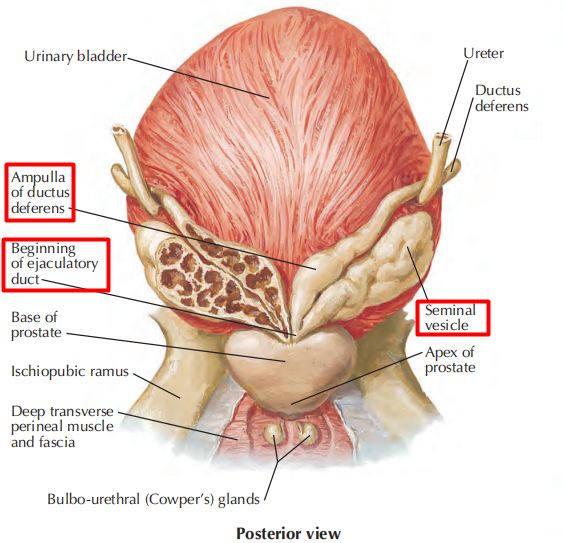 Urinary bladder
Ureter
Ductus
deferens
Ampulla
of ductus
deferens
Beginning
of ejaculatory
duct
Seminal
vesicle
Base of
prostate
Apex of
prostate
Ischiopubic ramus
Deep transverse
perineal muscle
and fascia
Bulbo-urethral (Cowper's) glands
Posterior view